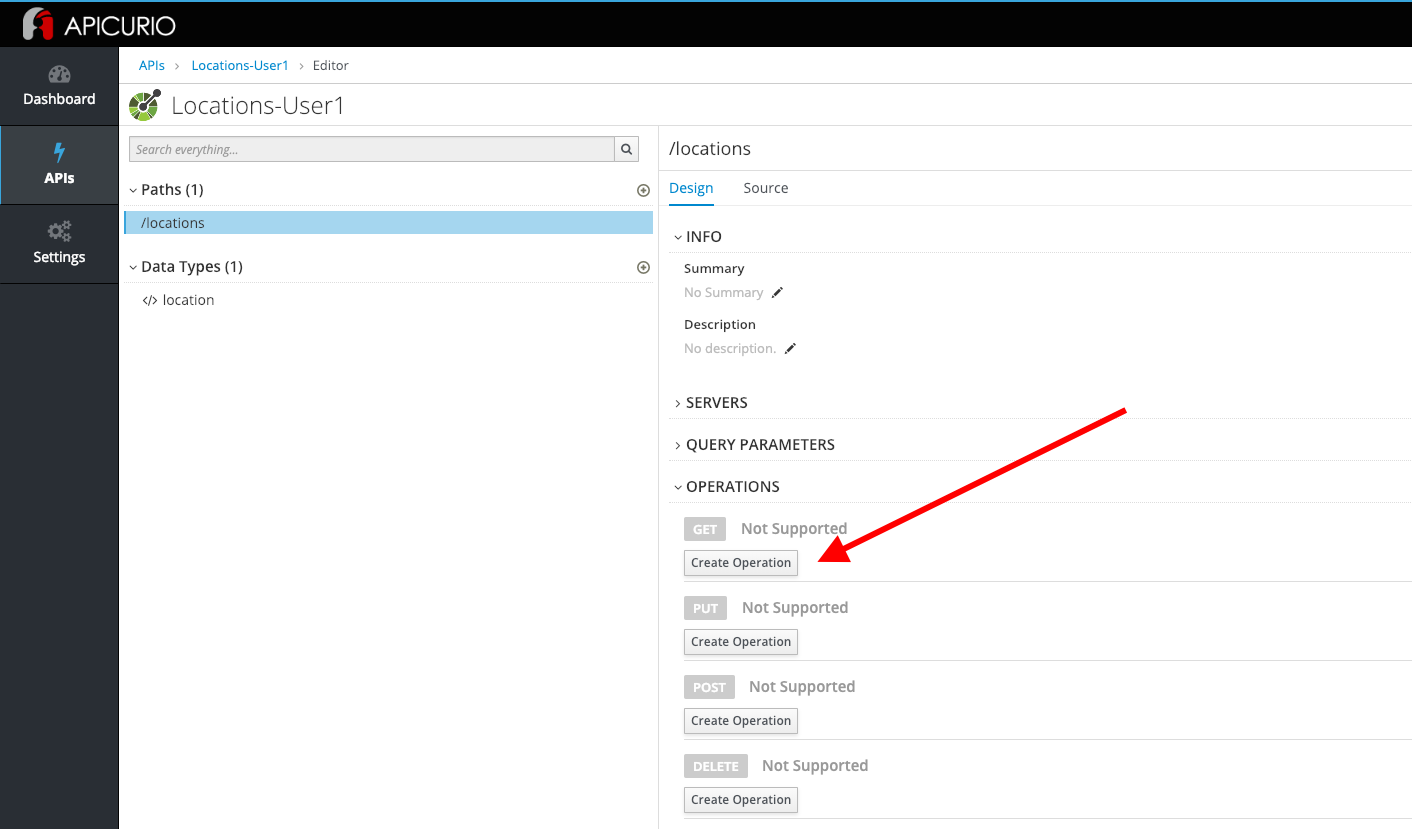 APICURIO
Dashboard
APIs
Settings
APIs > Locations-User1 > Editor
Locations-User1
Search everything...
Paths (1)
/locations
Data Types (1)
</> location
/locations
Design Source
INFO
Summary
No Summary
Description
No description.
SERVERS
QUERY PARAMETERS
OPERATIONS
GET Not Supported
Create Operation
PUT Not Supported
Create Operation
POST Not Supported
Create Operation
DELETE Not Supported
Create Operation